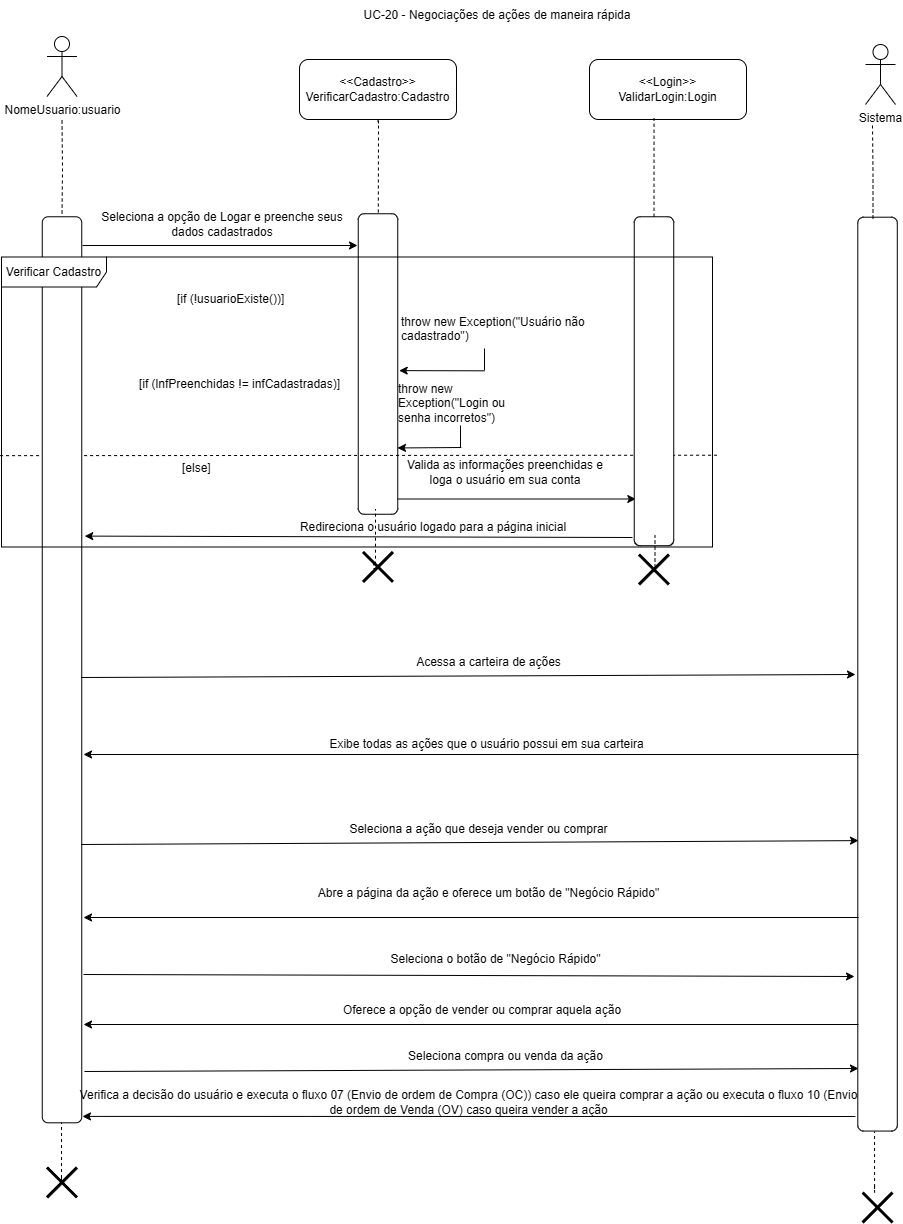 UC-20 - Negociações de ações de maneira rápida
<<Cadastro>>
VerificarCadastro:Cadastro
<<Login>>
ValidarLogin:Login
NomeUsuario:usuario
Sistema
Seleciona a opção de Logar e preenche seus
dados cadastrados
Verificar Cadastro
[if (!usuarioExiste())]
throw new Exception("Usuário não
cadastrado")
[if (InfPreenchidas != infCadastradas)]
throw new
Exception("Login ou
senha incorretos")
[else]
Valida as informações preenchidas e
loga o usuário em sua conta
Redireciona o usuário logado para a página inicial
Acessa a carteira de ações
Exibe todas as ações que o usuário possui em sua carteira
Seleciona a ação que deseja vender ou comprar
Abre a página da ação e oferece um botão de "Negócio Rápido"
Seleciona o botão de "Negócio Rápido"
Oferece a opção de vender ou comprar aquela ação
Seleciona compra ou venda da ação
Verifica a decisão do usuário e executa o fluxo 07 (Envio de ordem de Compra (OC)) caso ele queira comprar a ação ou executa o fluxo 10 (Envio
de ordem de Venda (OV) caso queira vender a ação